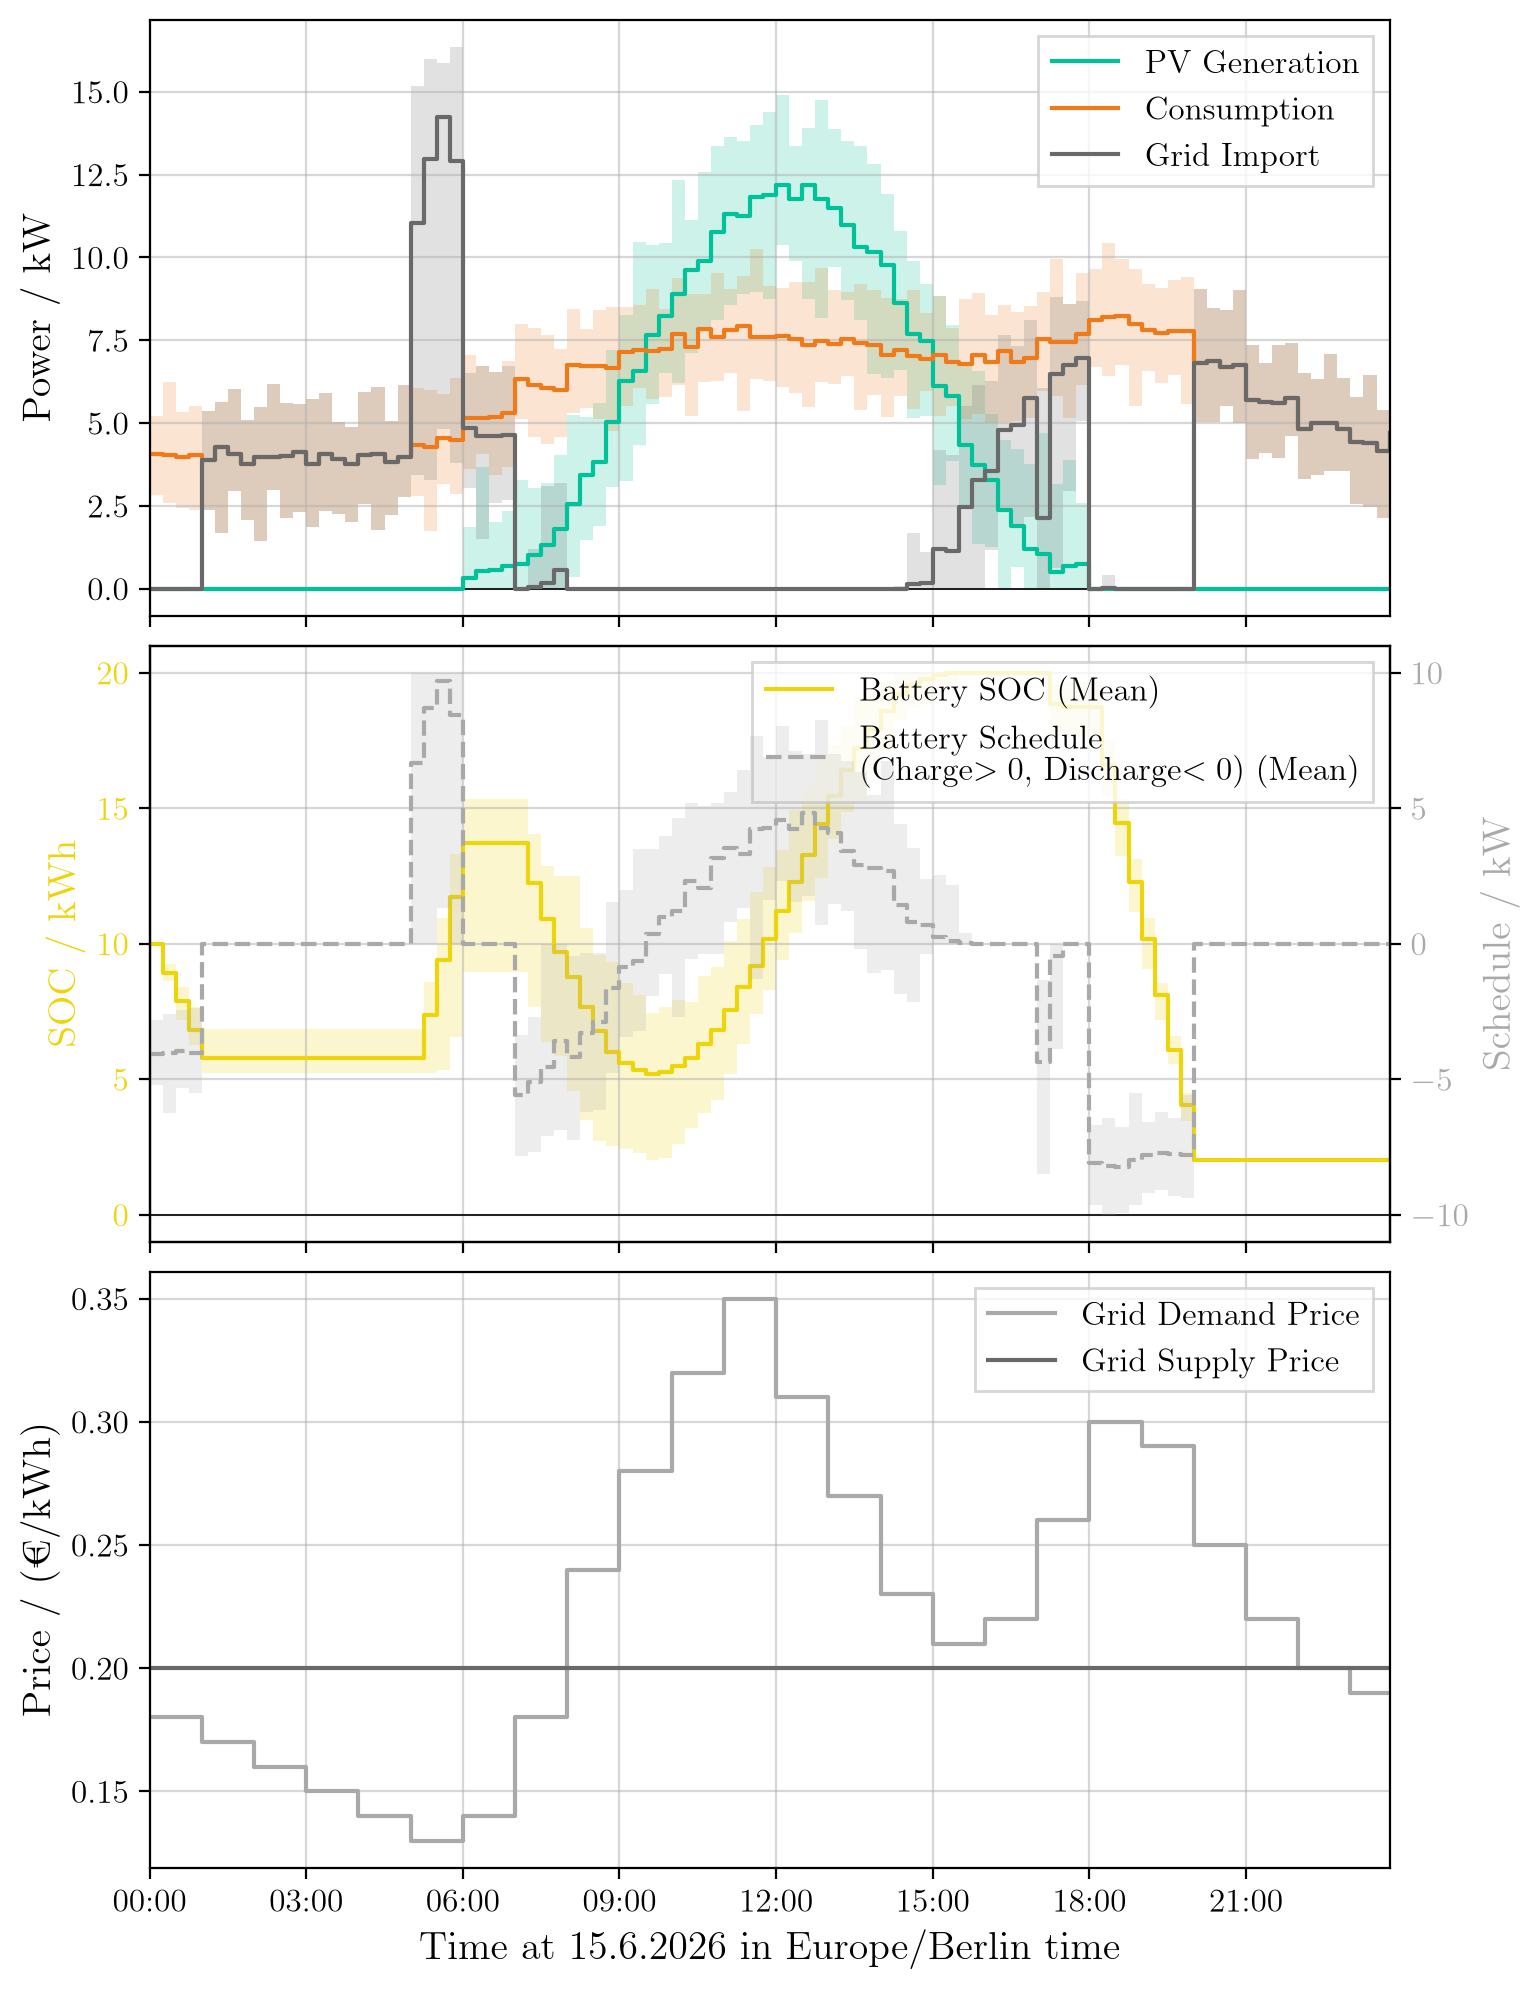 15.0
12.5
10.0
7.5
5.0
2.5
0.0
Power / kW
PV Generation
Consumption
Grid Import
20
15
10
5
0
SOC / kWh
Battery SOC (Mean)
Battery Schedule
(Charge> 0, Discharge< 0) (Mean)
10
5
0
−5
−10
Schedule / kW
0.35
0.30
0.25
0.20
0.15
Price / (€/kWh)
Grid Demand Price
Grid Supply Price
00:00 03:00 06:00 09:00 12:00 15:00 18:00 21:00
Time at 15.6.2026 in Europe/Berlin time